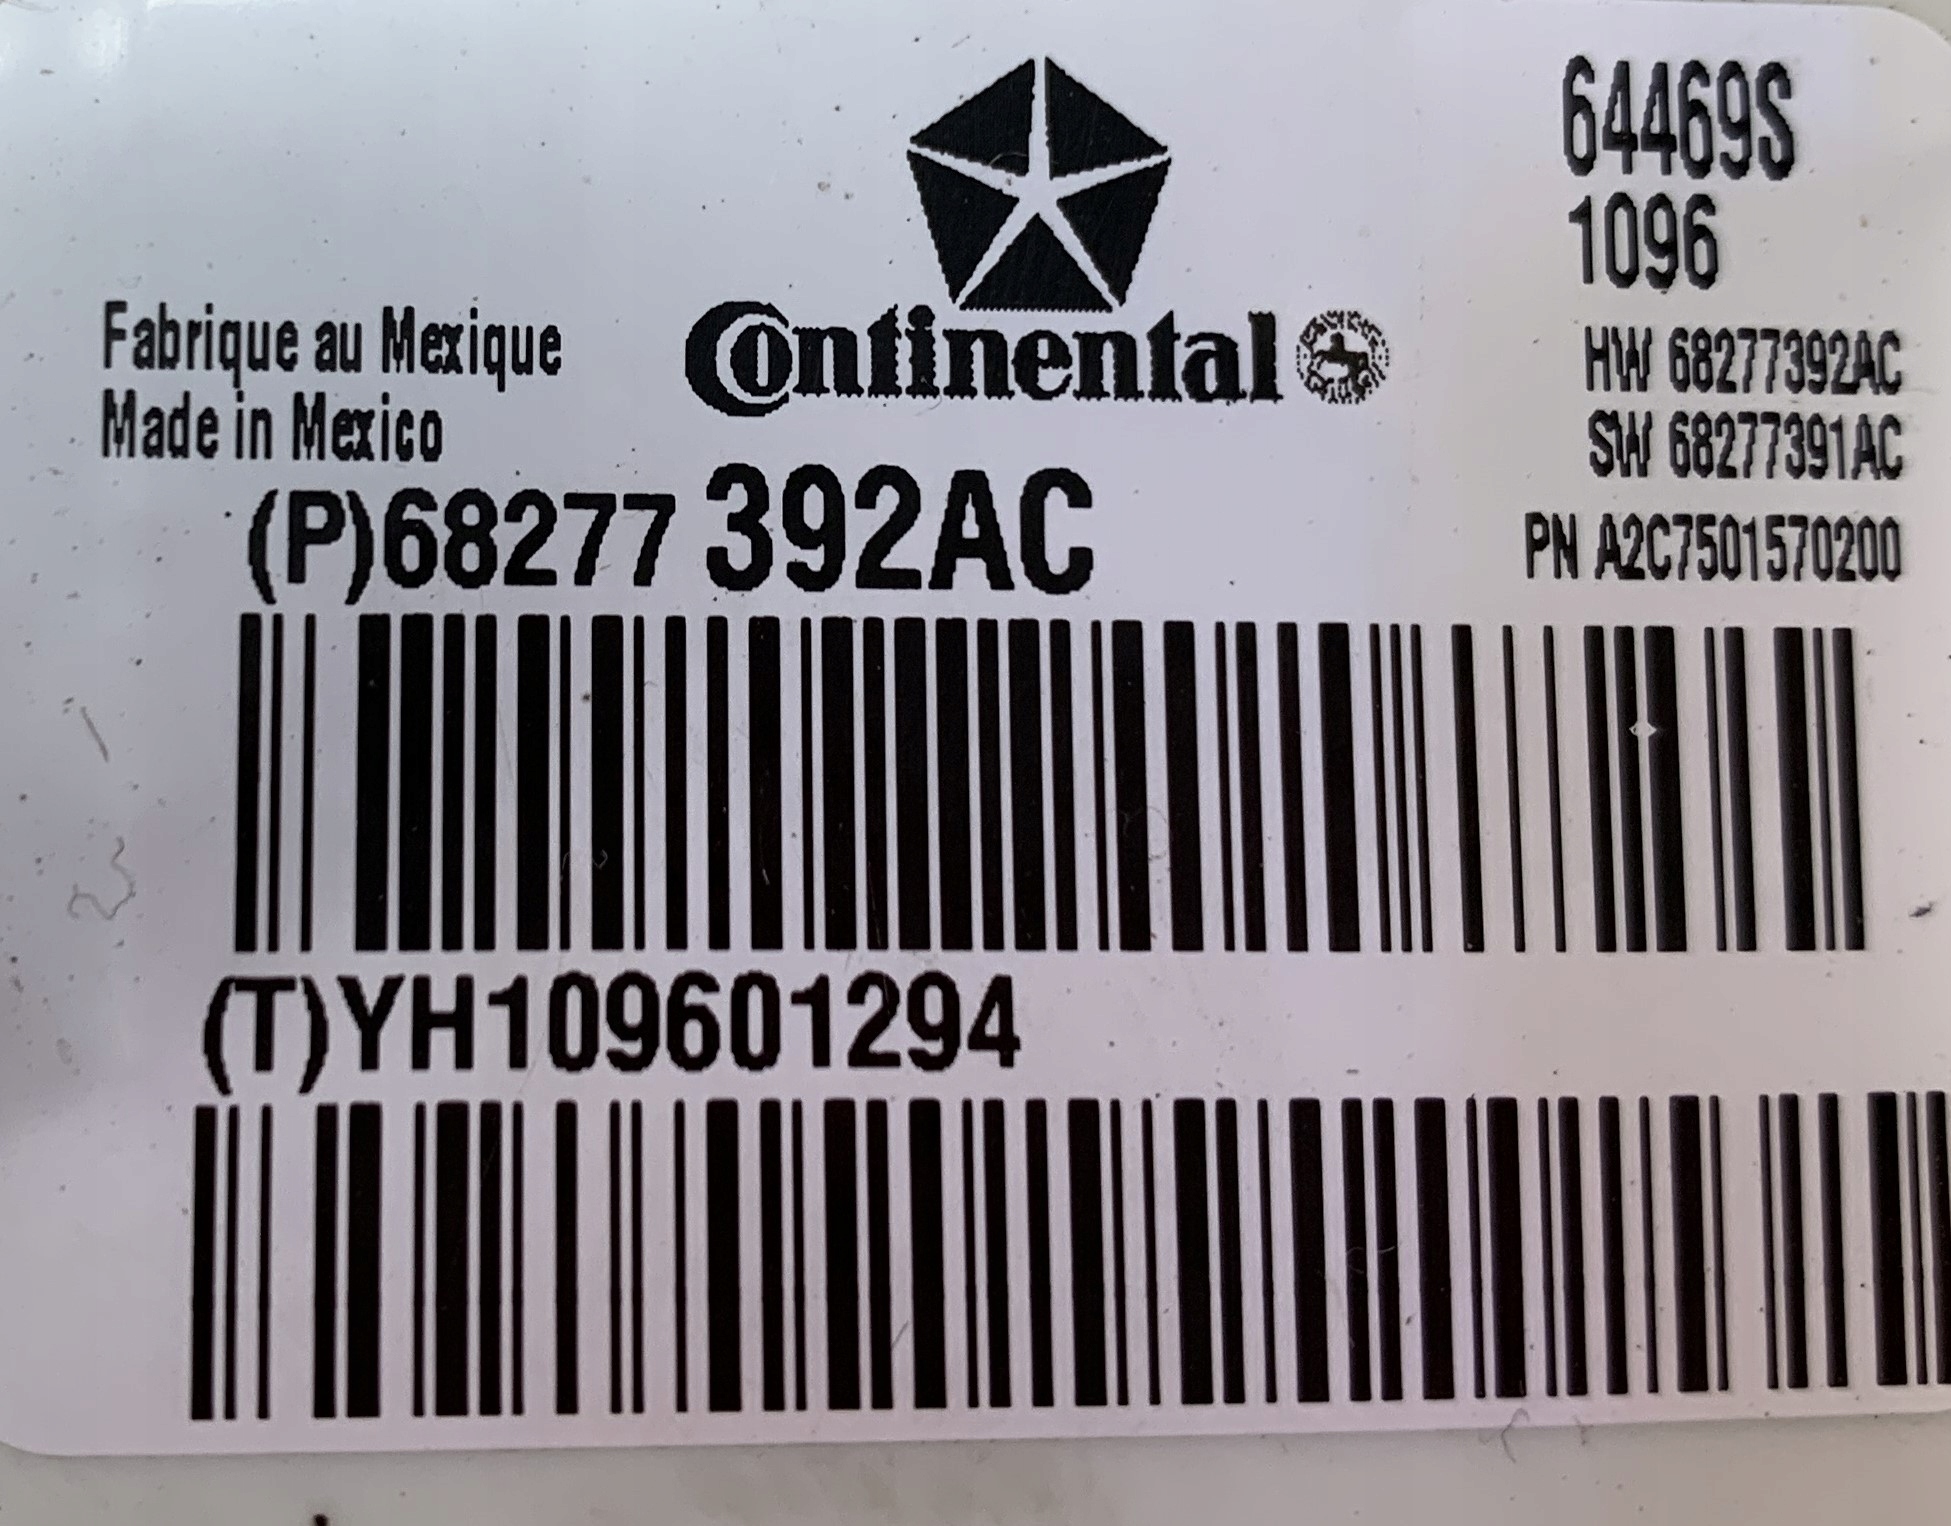 64469S
1096
Continental
Fabrique au Mexique
Made in Mexico
HW 68277392AC
SW 68277391AC
PN A2C7501570200
(P)68277 392AC
(T)YH109601294